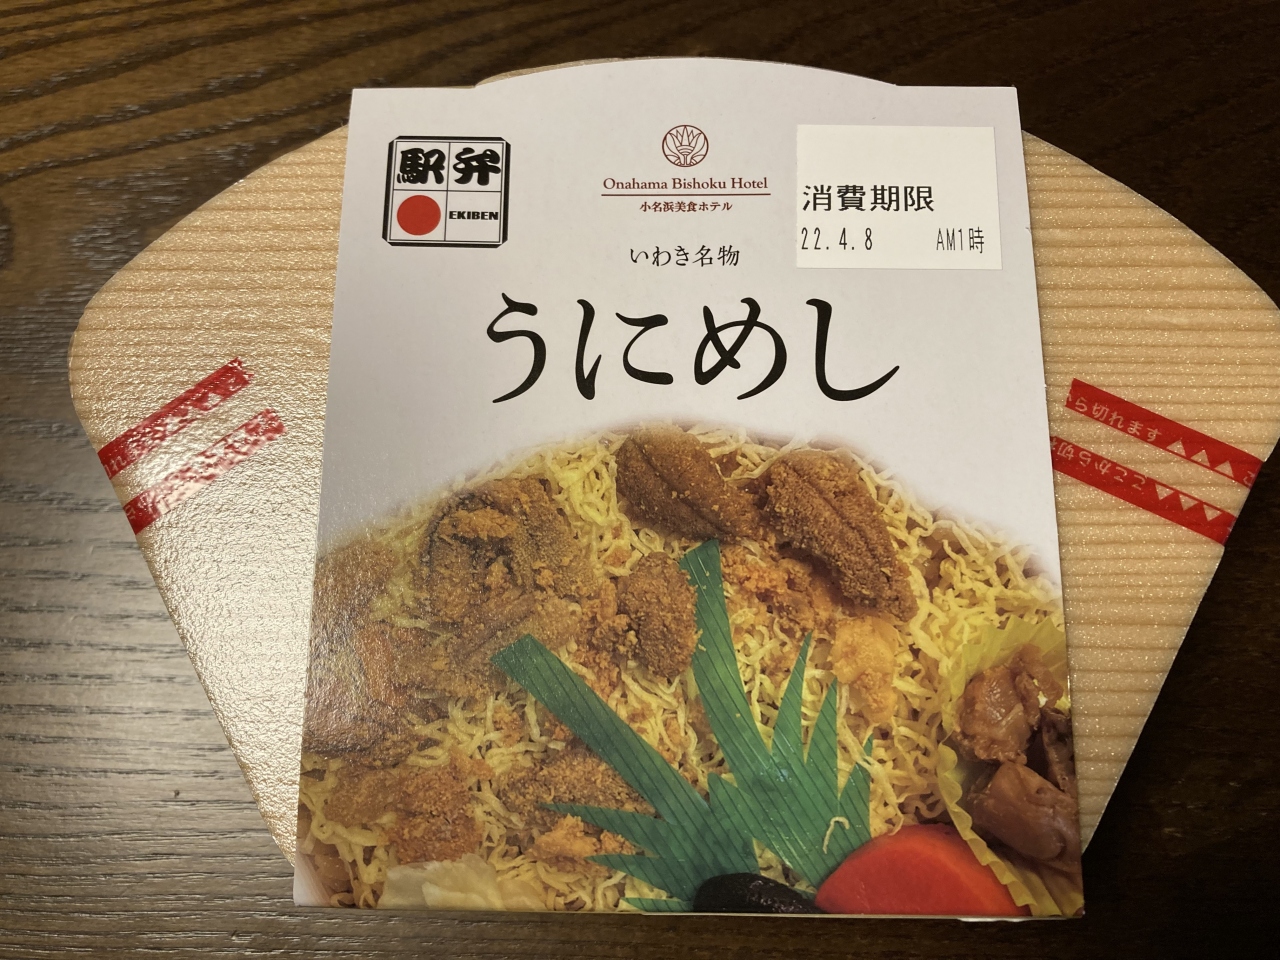 駅弁
EKIBEN
Onahama Bishoku Hotel
小名浜美食ホテル
消費期限
22.4.8 AM1時
いわき名物
うにめし
ら切れます
ここから切